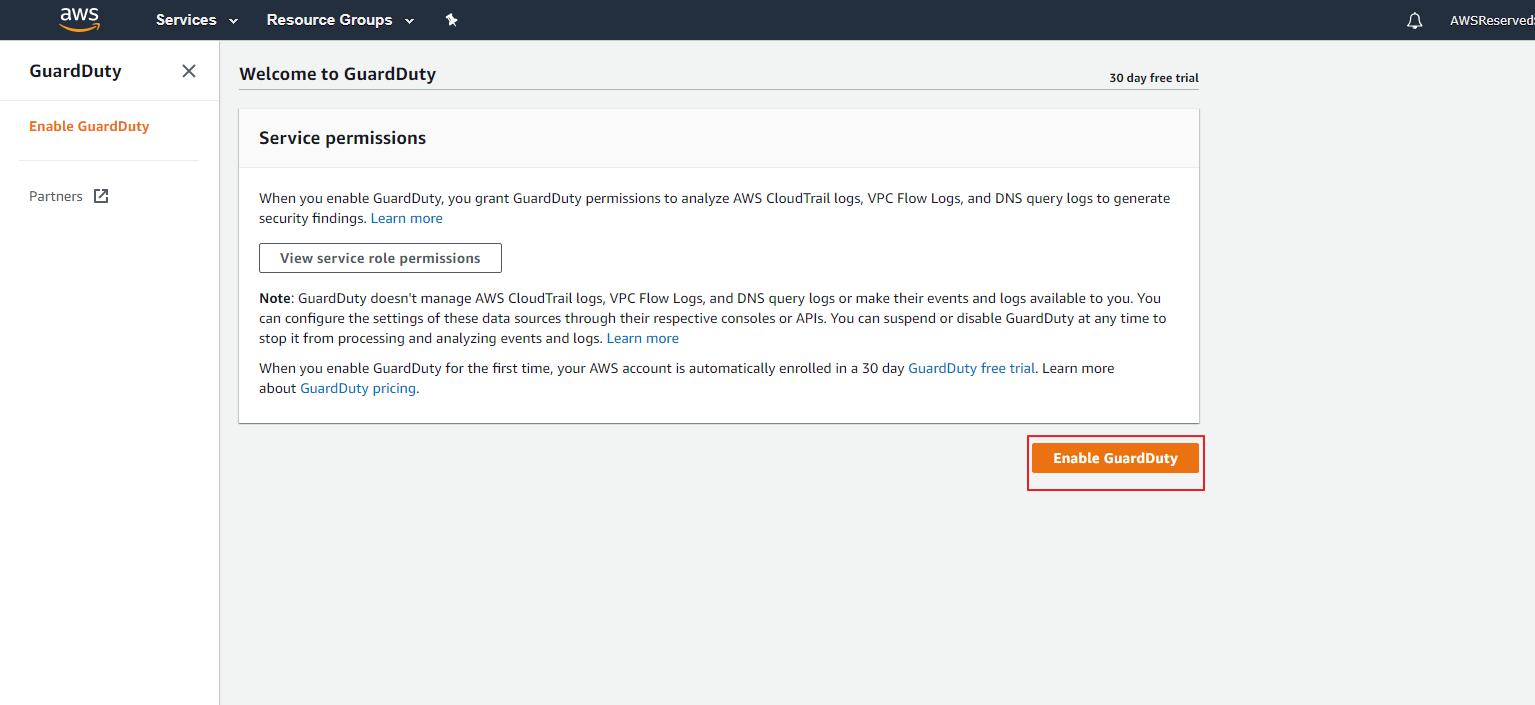 aws Services Resource Groups AWSReserved
GuardDuty
Enable GuardDuty
Partners
Welcome to GuardDuty
30 day free trial
Service permissions
When you enable GuardDuty, you grant GuardDuty permissions to analyze AWS CloudTrail logs, VPC Flow Logs, and DNS query logs to generate
security findings. Learn more
View service role permissions
Note: GuardDuty doesn't manage AWS CloudTrail logs, VPC Flow Logs, and DNS query logs or make their events and logs available to you. You
can configure the settings of these data sources through their respective consoles or APIs. You can suspend or disable GuardDuty at any time to
stop it from processing and analyzing events and logs. Learn more
When you enable GuardDuty for the first time, your AWS account is automatically enrolled in a 30 day GuardDuty free trial. Learn more
about GuardDuty pricing.
Enable GuardDuty